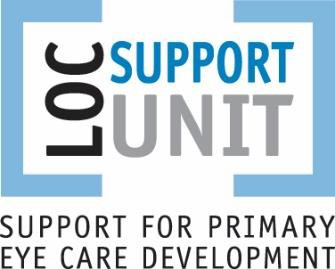 LOC
SUPPORT
UNIT
SUPPORT FOR PRIMARY
EYE CARE DEVELOPMENT